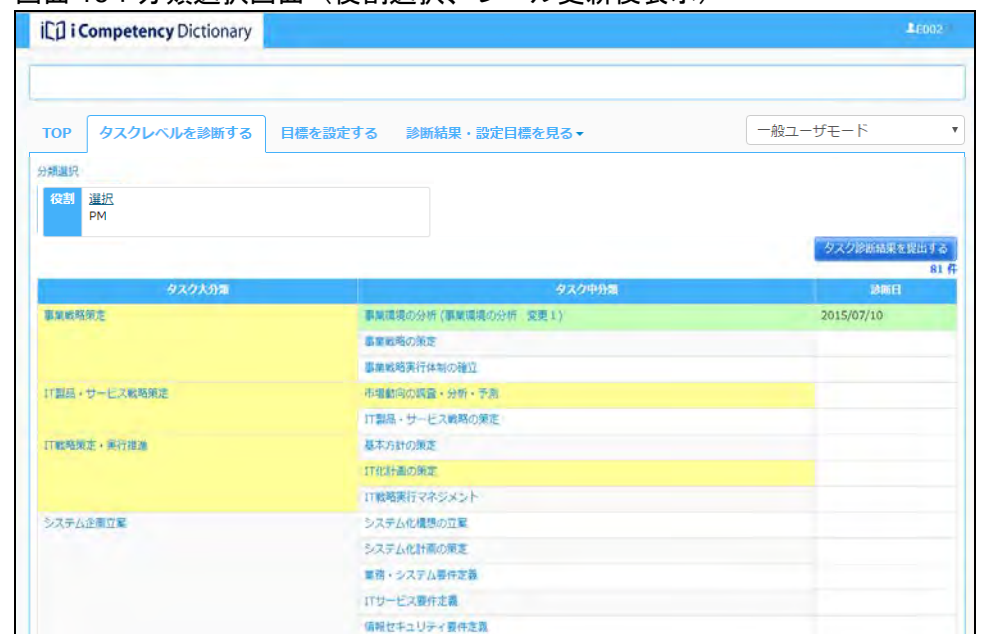 i Competency Dictionary
E002
TOP タスクレベルを診断する 目標を設定する 診断結果・設定目標を見る 一般ユーザモード
分類選択
役割 選択
PM
タスク診断結果を提出する
81 件
タスク大分類 タスク中分類 診断日
事業戦略策定 事業環境の分析 (事業環境の分析 変更1) 2015/07/10
事業戦略の策定
事業戦略実行体制の確立
IT製品・サービス戦略策定 市場動向の調査・分析・予測
IT製品・サービス戦略の策定
IT戦略策定・実行推進 基本方針の策定
IT化計画の策定
IT戦略実行マネジメント
システム企画立案 システム化構想の立案
システム化計画の策定
業務・システム要件定義
ITサービス要件定義
情報セキュリティ要件定義